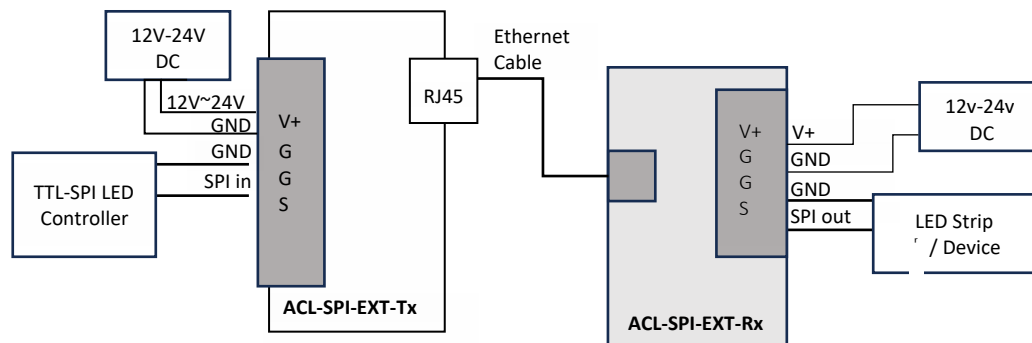 12V-24V
DC
12V~24V
GND
GND
SPI in
TTL-SPI LED
Controller
V+
G
G
S
ACL-SPI-EXT-Tx
RJ45
Ethernet
Cable
V+
G
G
S
V+
GND
GND
SPI out
ACL-SPI-EXT-Rx
12v-24v
DC
LED Strip
/ Device